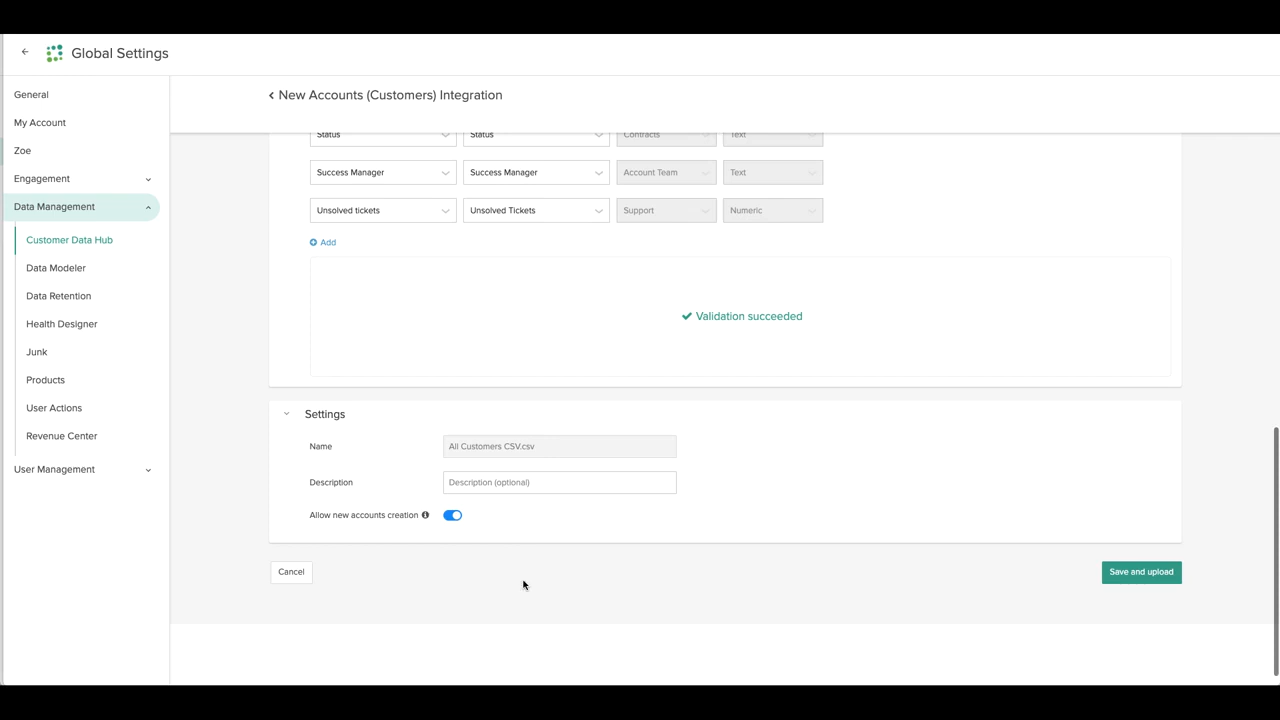 Global Settings
General
My Account
Zoe
Engagement
Data Management
Customer Data Hub
Data Modeler
Data Retention
Health Designer
Junk
Products
User Actions
Revenue Center
User Management
New Accounts (Customers) Integration
Status Status Contracts Text
Success Manager Success Manager Account Team Text
Unsolved tickets Unsolved Tickets Support Numeric
Add
Validation succeeded
Settings
Name All Customers CSV.csv
Description Description (optional)
Allow new accounts creation
Cancel Save and upload